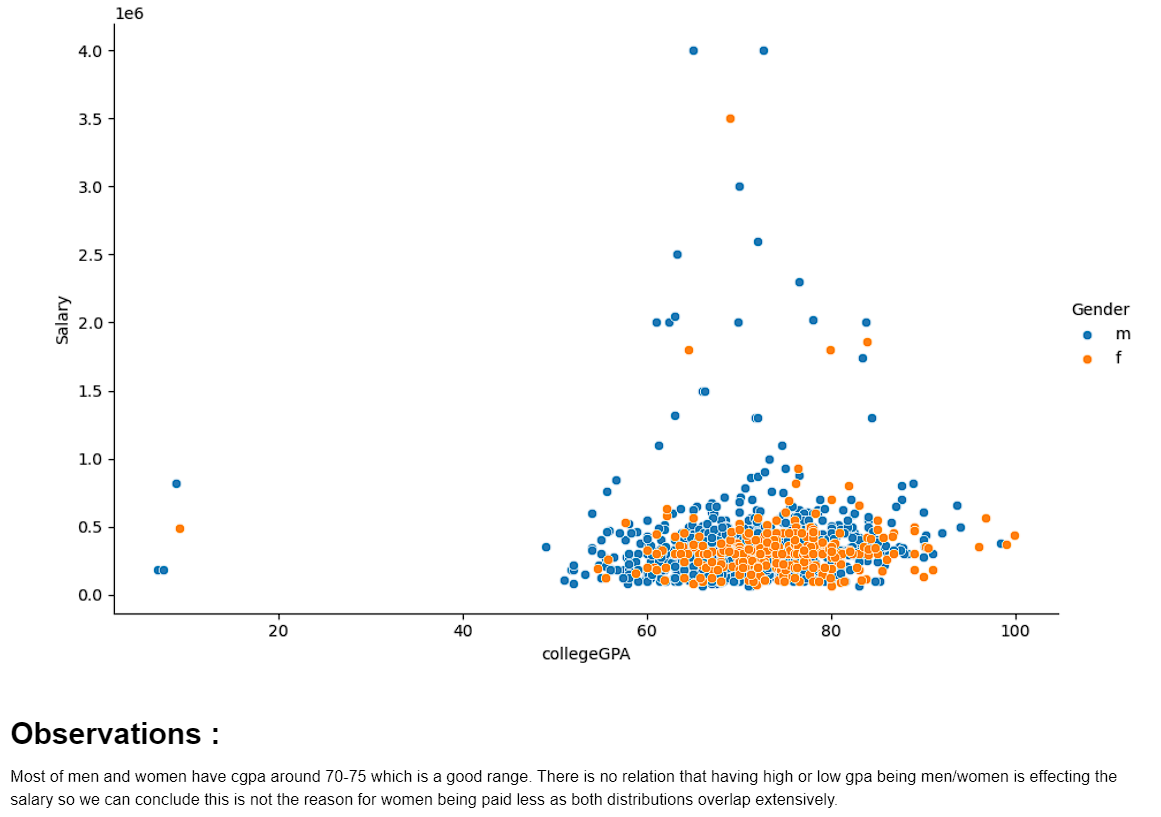 1e6
4.0
3.5
3.0
2.5
2.0
1.5
1.0
0.5
0.0
Salary
20 40 60 80 100
collegeGPA
Gender
m
f
Observations :
Most of men and women have cgpa around 70-75 which is a good range. There is no relation that having high or low gpa being men/women is effecting the
salary so we can conclude this is not the reason for women being paid less as both distributions overlap extensively.